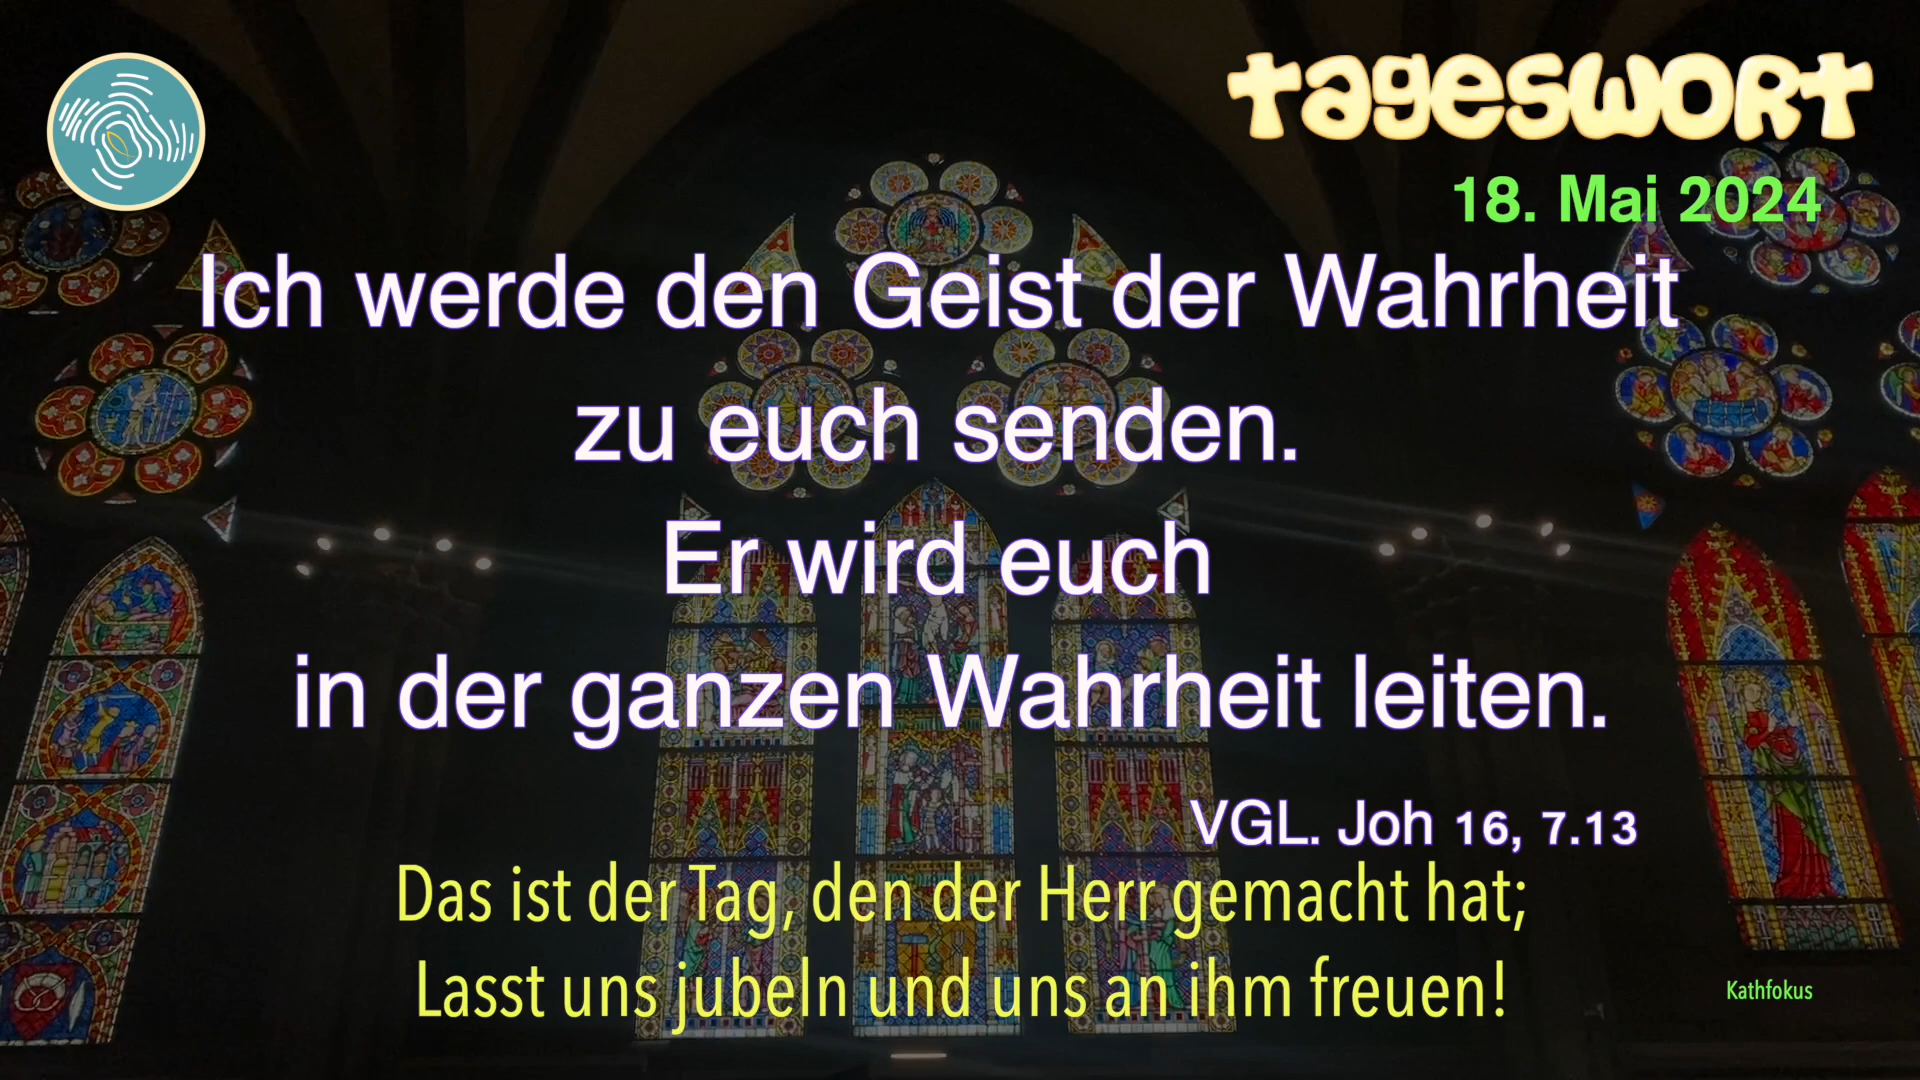 tageswort
18. Mai 2024
Ich werde den Geist der Wahrheit
zu euch senden.
Er wird euch
in der ganzen Wahrheit leiten.
VGL. Joh 16, 7.13
Das ist der Tag, den der Herr gemacht hat;
Lasst uns jubeln und uns an ihm freuen!
Kathfokus